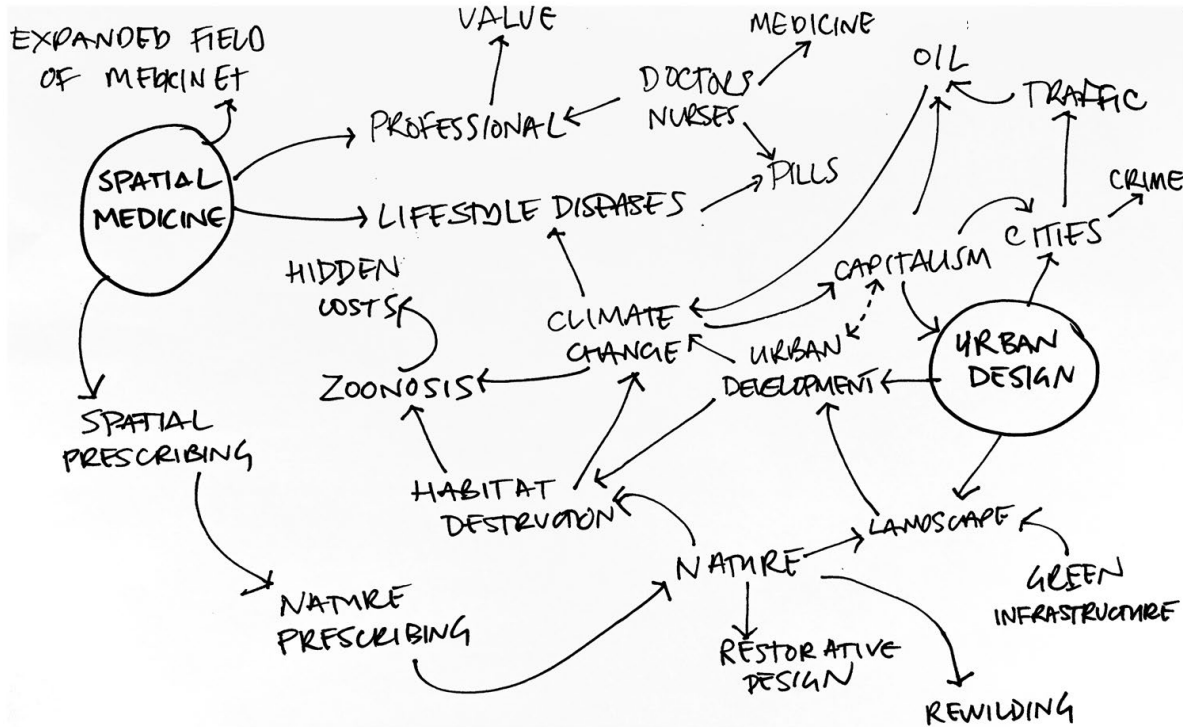 VALUE
MEDICINE
EXPANDED FIELD
OF MEDICINE
OIL
DOCTORS
NURSES
TRAFFIC
PROFESSIONAL
SPATIAL
MEDICINE
PILLS
CRIME
LIFESTYLE DISEASES
CITIES
HIDDEN
COSTS
CAPITALISM
CLIMATE
CHANGE
URBAN
DEVELOPMENT
URBAN
DESIGN
ZOONOSIS
SPATIAL
PRESCRIBING
HABITAT
DESTRUCTION
LANDSCAPE
NATURE
GREEN
INFRASTRUCTURE
NATURE
PRESCRIBING
RESTORATIVE
DESIGN
REWILDING